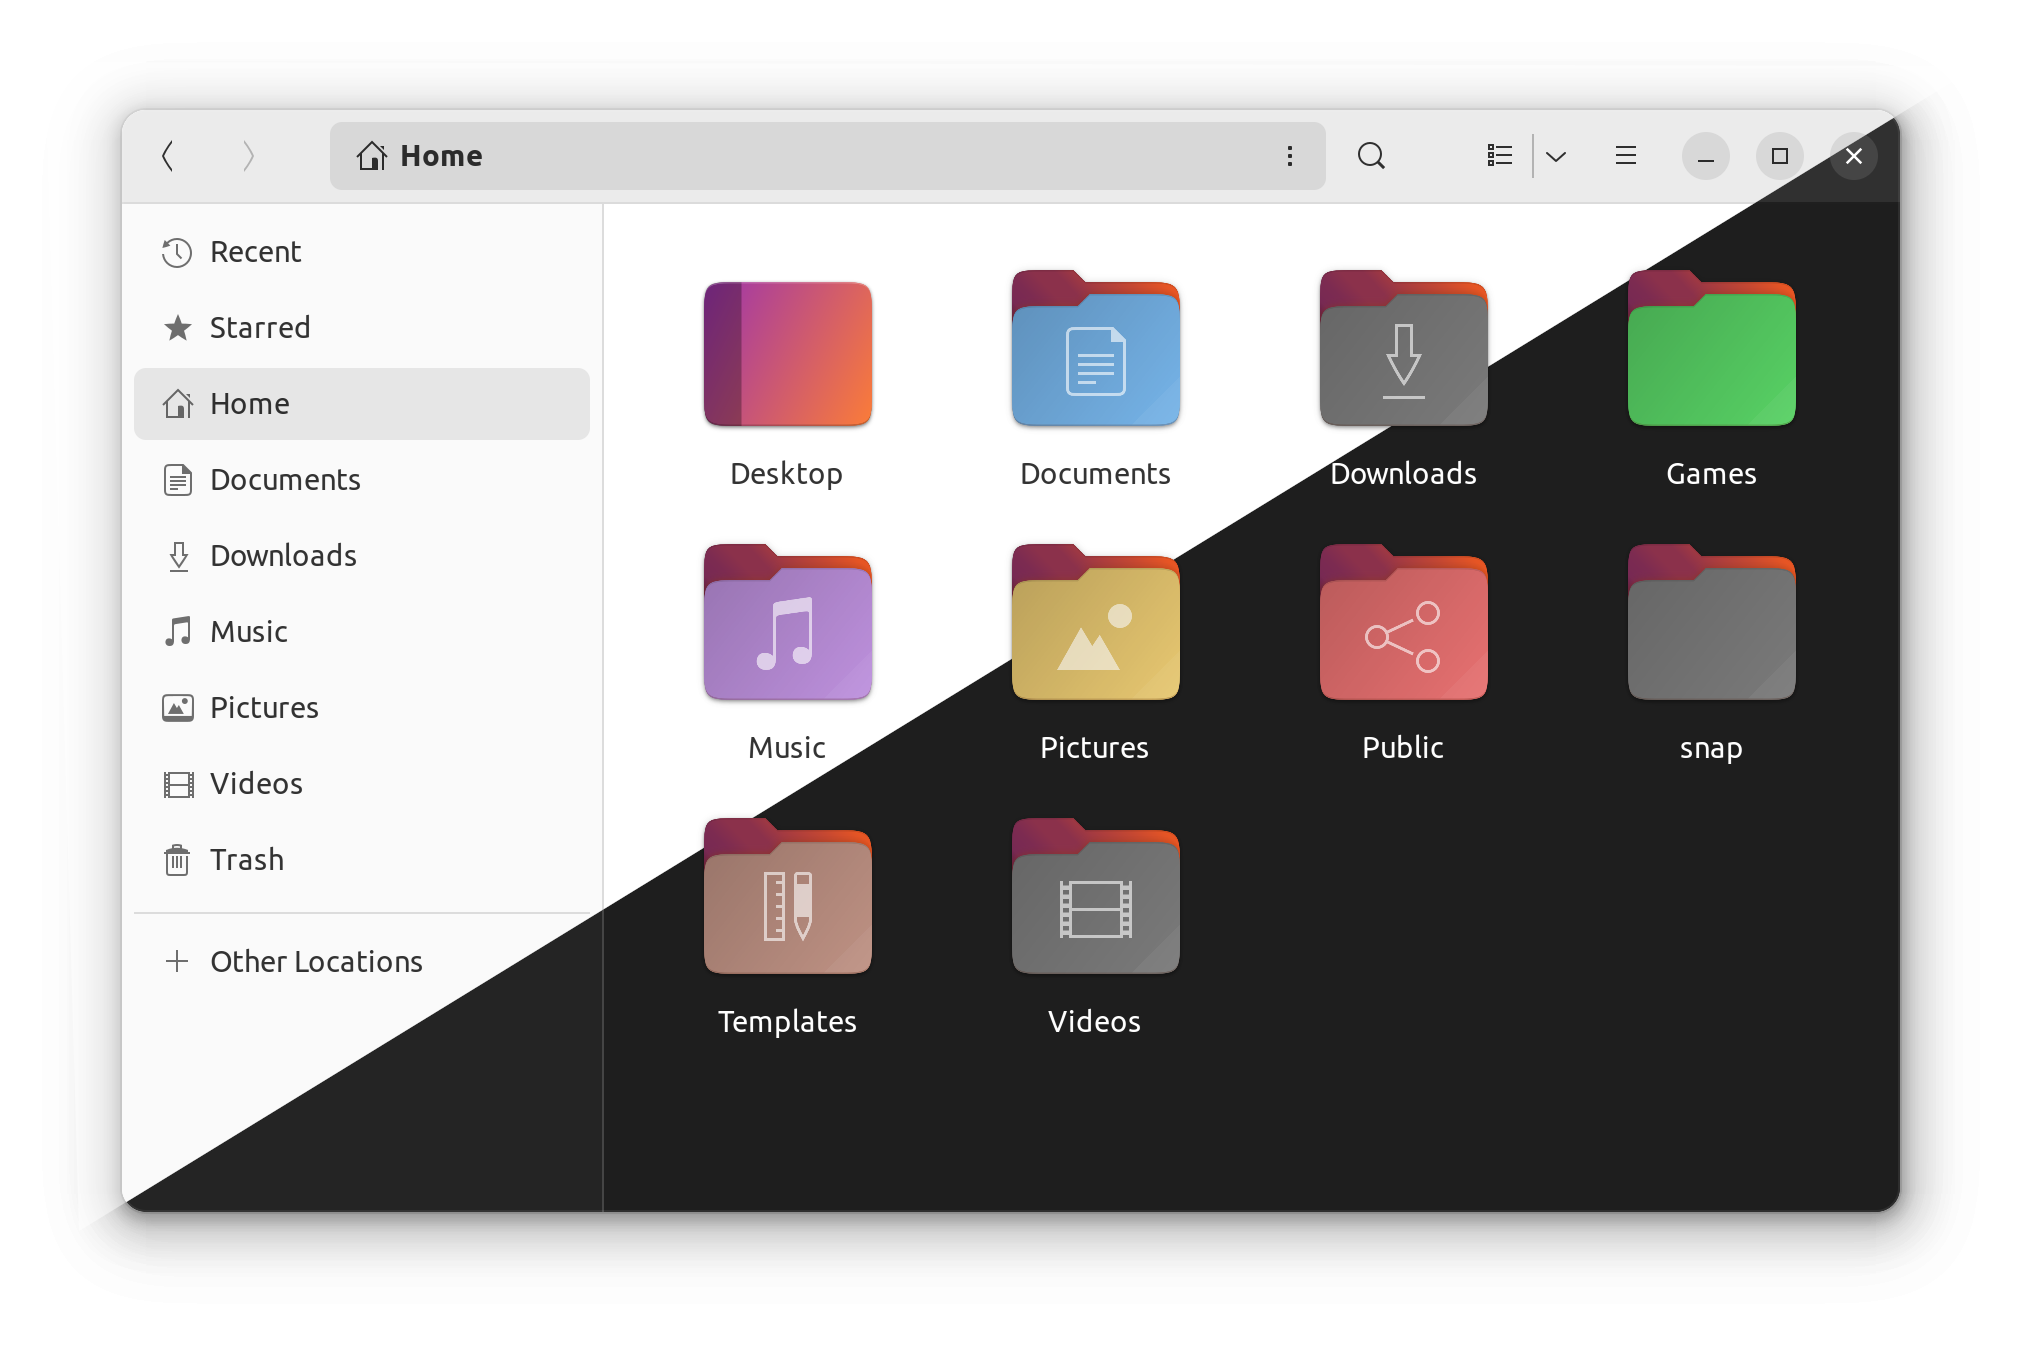 Home
Recent
Starred
Home
Documents
Downloads
Music
Pictures
Videos
Trash
Other Locations
Desktop
Documents
Downloads
Games
Music
Pictures
Public
snap
Templates
Videos